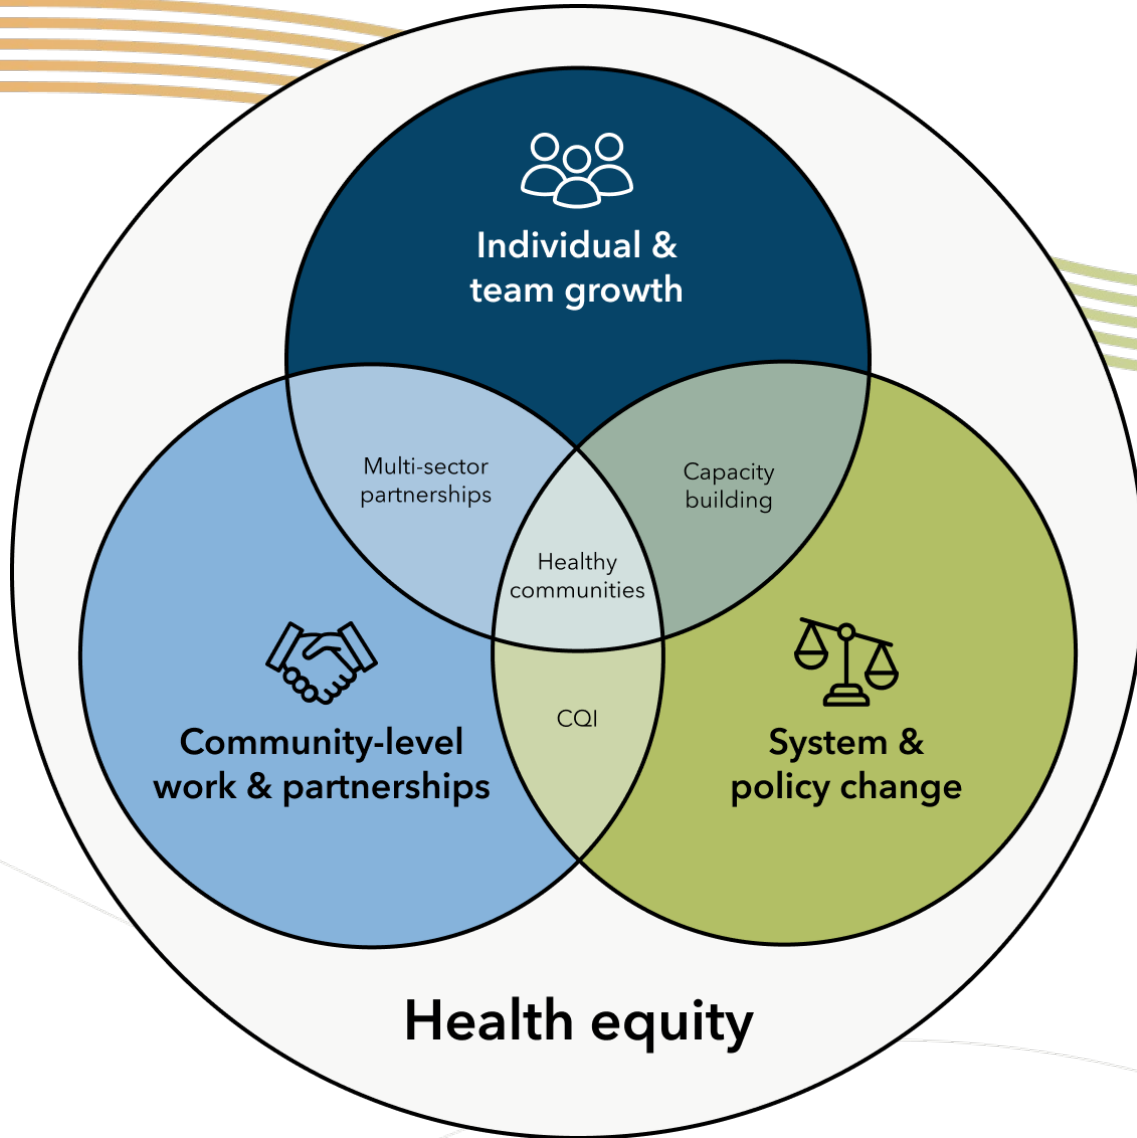 Individual &
team growth
Multi-sector
partnerships
Capacity
building
Healthy
communities
CQI
Community-level
work & partnerships
System &
policy change
Health equity